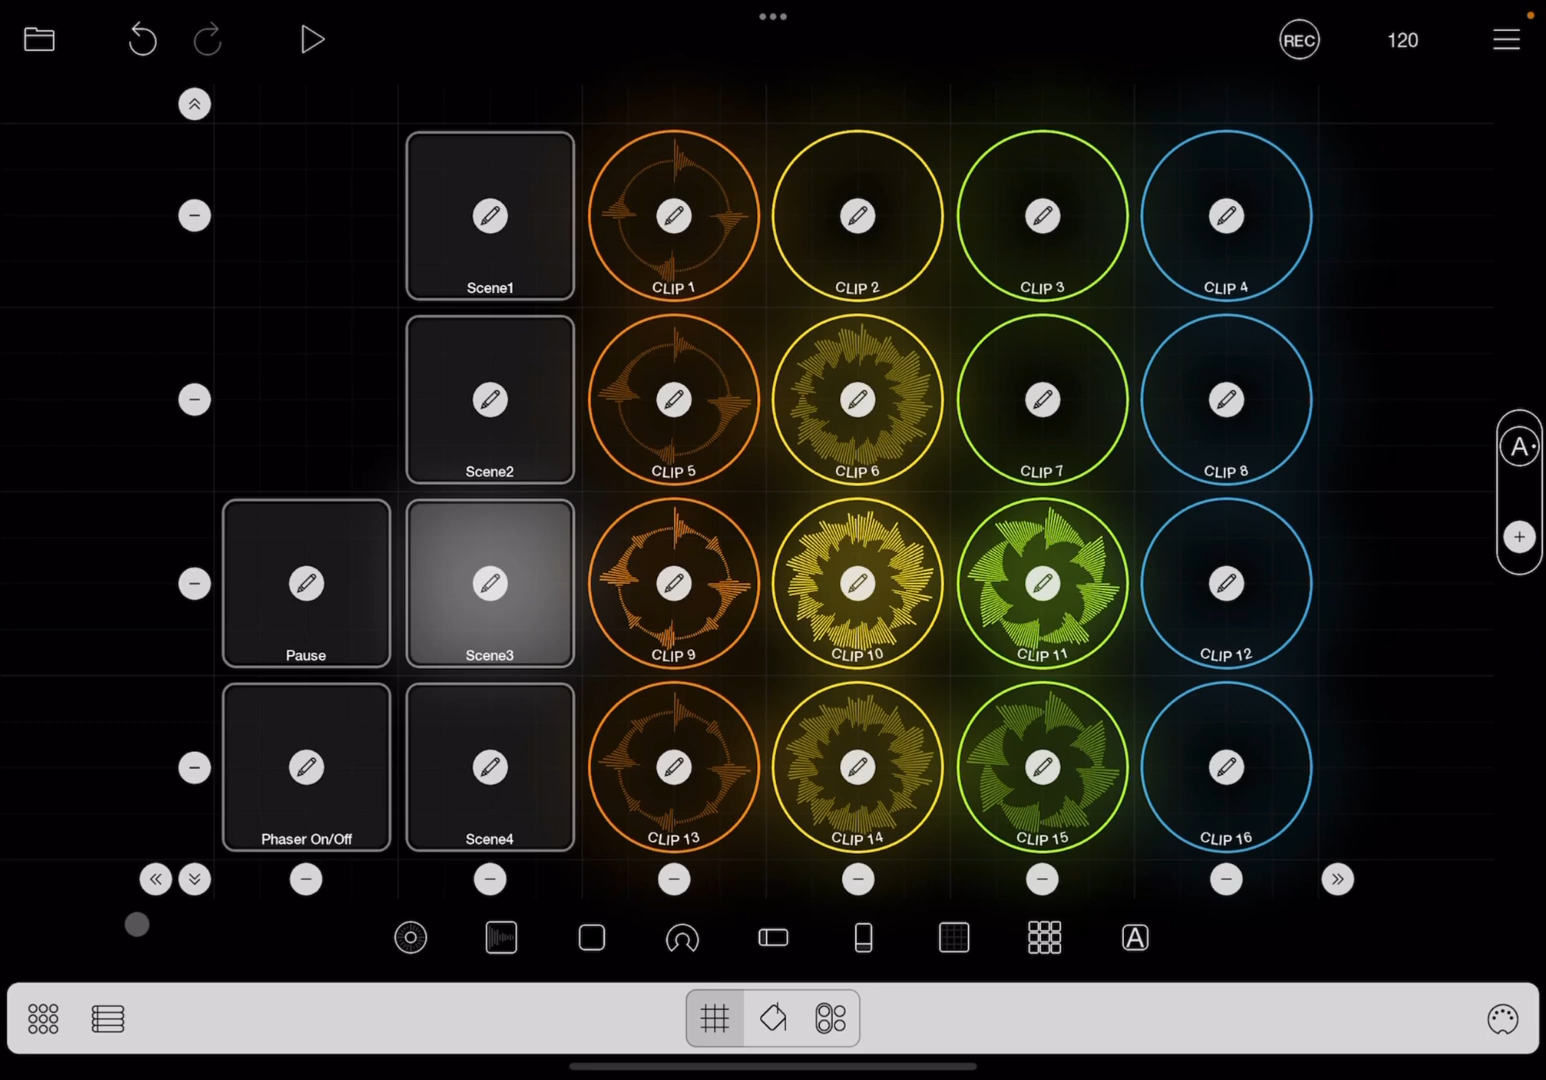 REC
120
Scene1
CLIP 1
CLIP 2
CLIP 3
CLIP 4
Scene2
CLIP 5
CLIP 6
CLIP 7
CLIP 8
A
Pause
Scene3
CLIP 9
CLIP 10
CLIP 11
CLIP 12
Phaser On/Off
Scene4
CLIP 13
CLIP 14
CLIP 15
CLIP 16
A